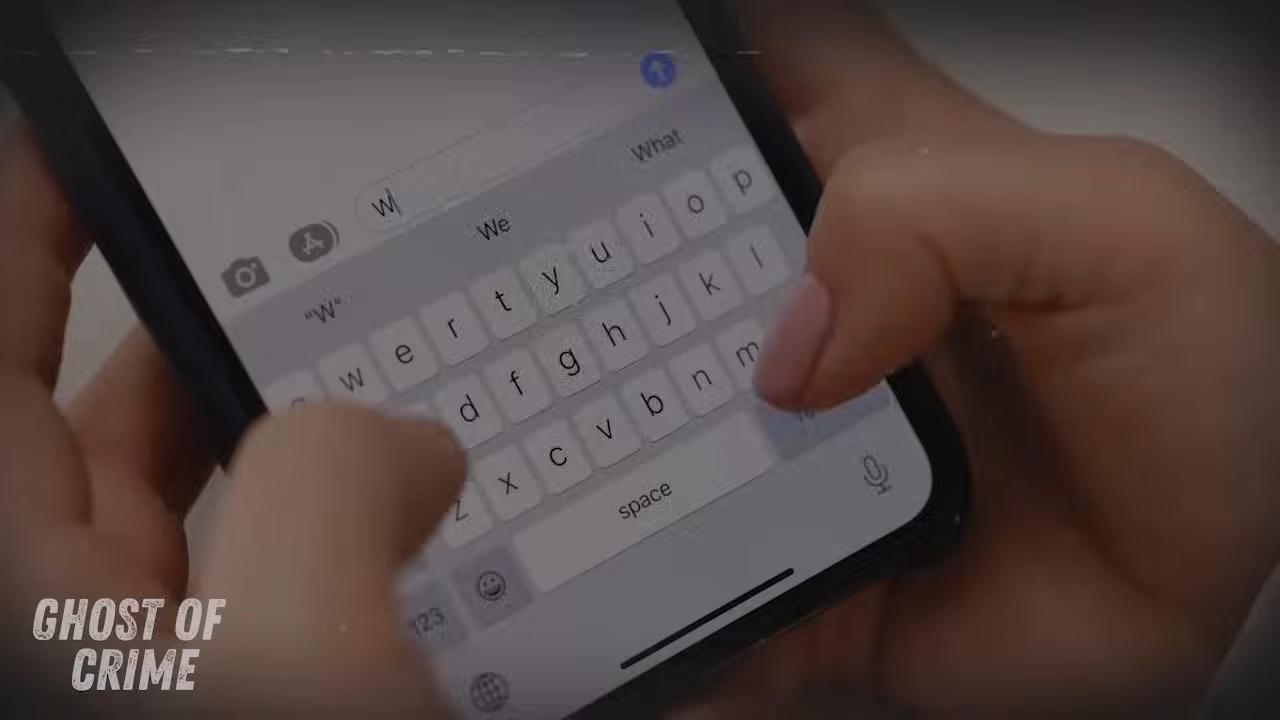 W
"W"
We
What
w e r t y u i o p
d f g h j k l
z x c v b n m
space
123
GHOST OF
CRIME